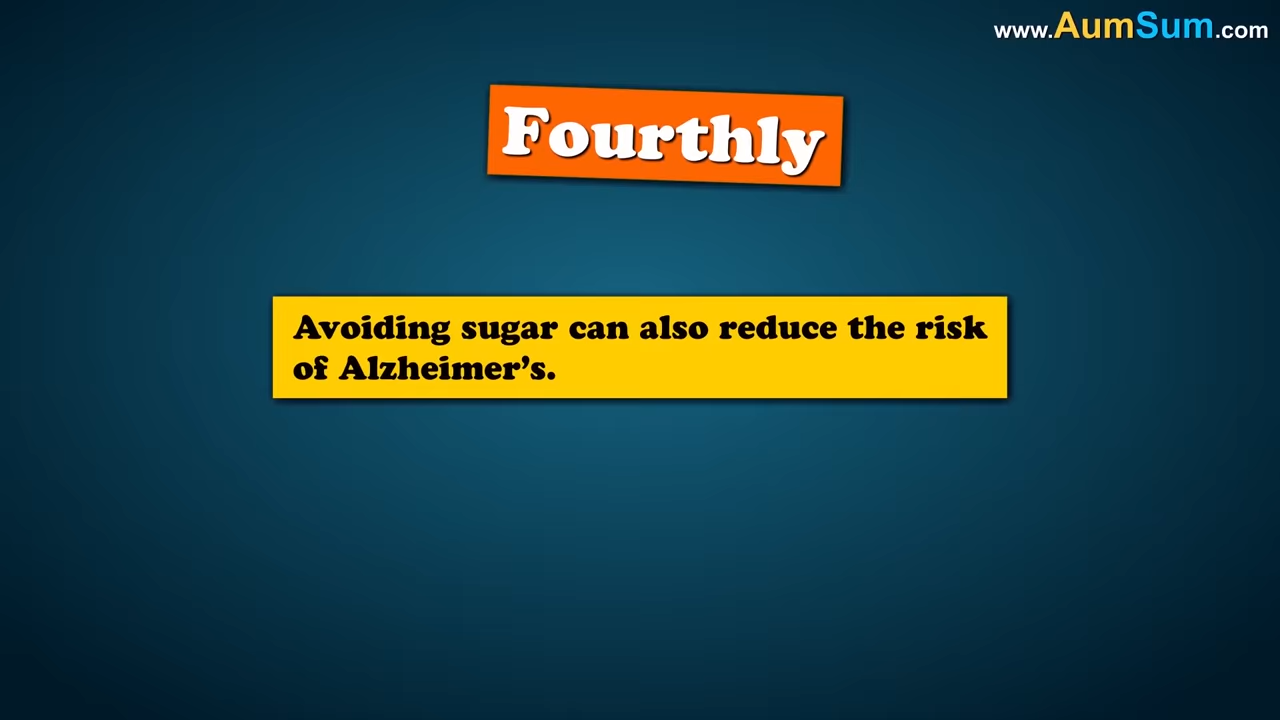 www.AumSum.com
Fourthly
Avoiding sugar can also reduce the risk
of Alzheimer’s.